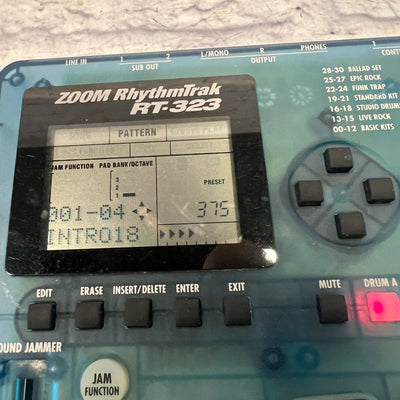 LINE IN
1 SUB OUT 2
L/MONO OUTPUT R
PHONES
1 CONT
ZOOM RhythmTrak
RT-323
28-30 BALLAD SET
25-27 EPIC ROCK
22-24 FUNK TRAP
19-21 STANDARD KIT
16-18 STUDIO DRUMS
13-15 LIVE ROCK
00-12 BASIC KITS
PATTERN
JAM FUNCTION PAD BANK/OCTAVE
3
2
1
PRESET
001-04
375
INTRO18
EDIT
ERASE
INSERT/DELETE
ENTER
EXIT
MUTE
DRUM A
OUND JAMMER
JAM
FUNCTION